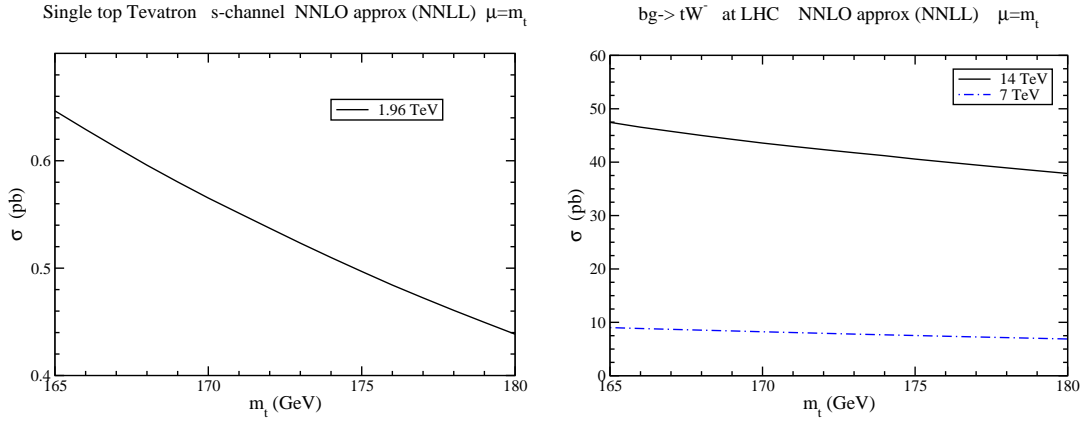 Single top Tevatron s-channel NNLO approx (NNLL) μ=m_t
0.6
0.5
0.4
σ (pb)
1.96 TeV
165 170 175 180
m_t (GeV)
bg-> tW⁻ at LHC NNLO approx (NNLL) μ=m_t
60
50
40
30
20
10
0
σ (pb)
14 TeV
7 TeV
165 170 175 180
m_t (GeV)